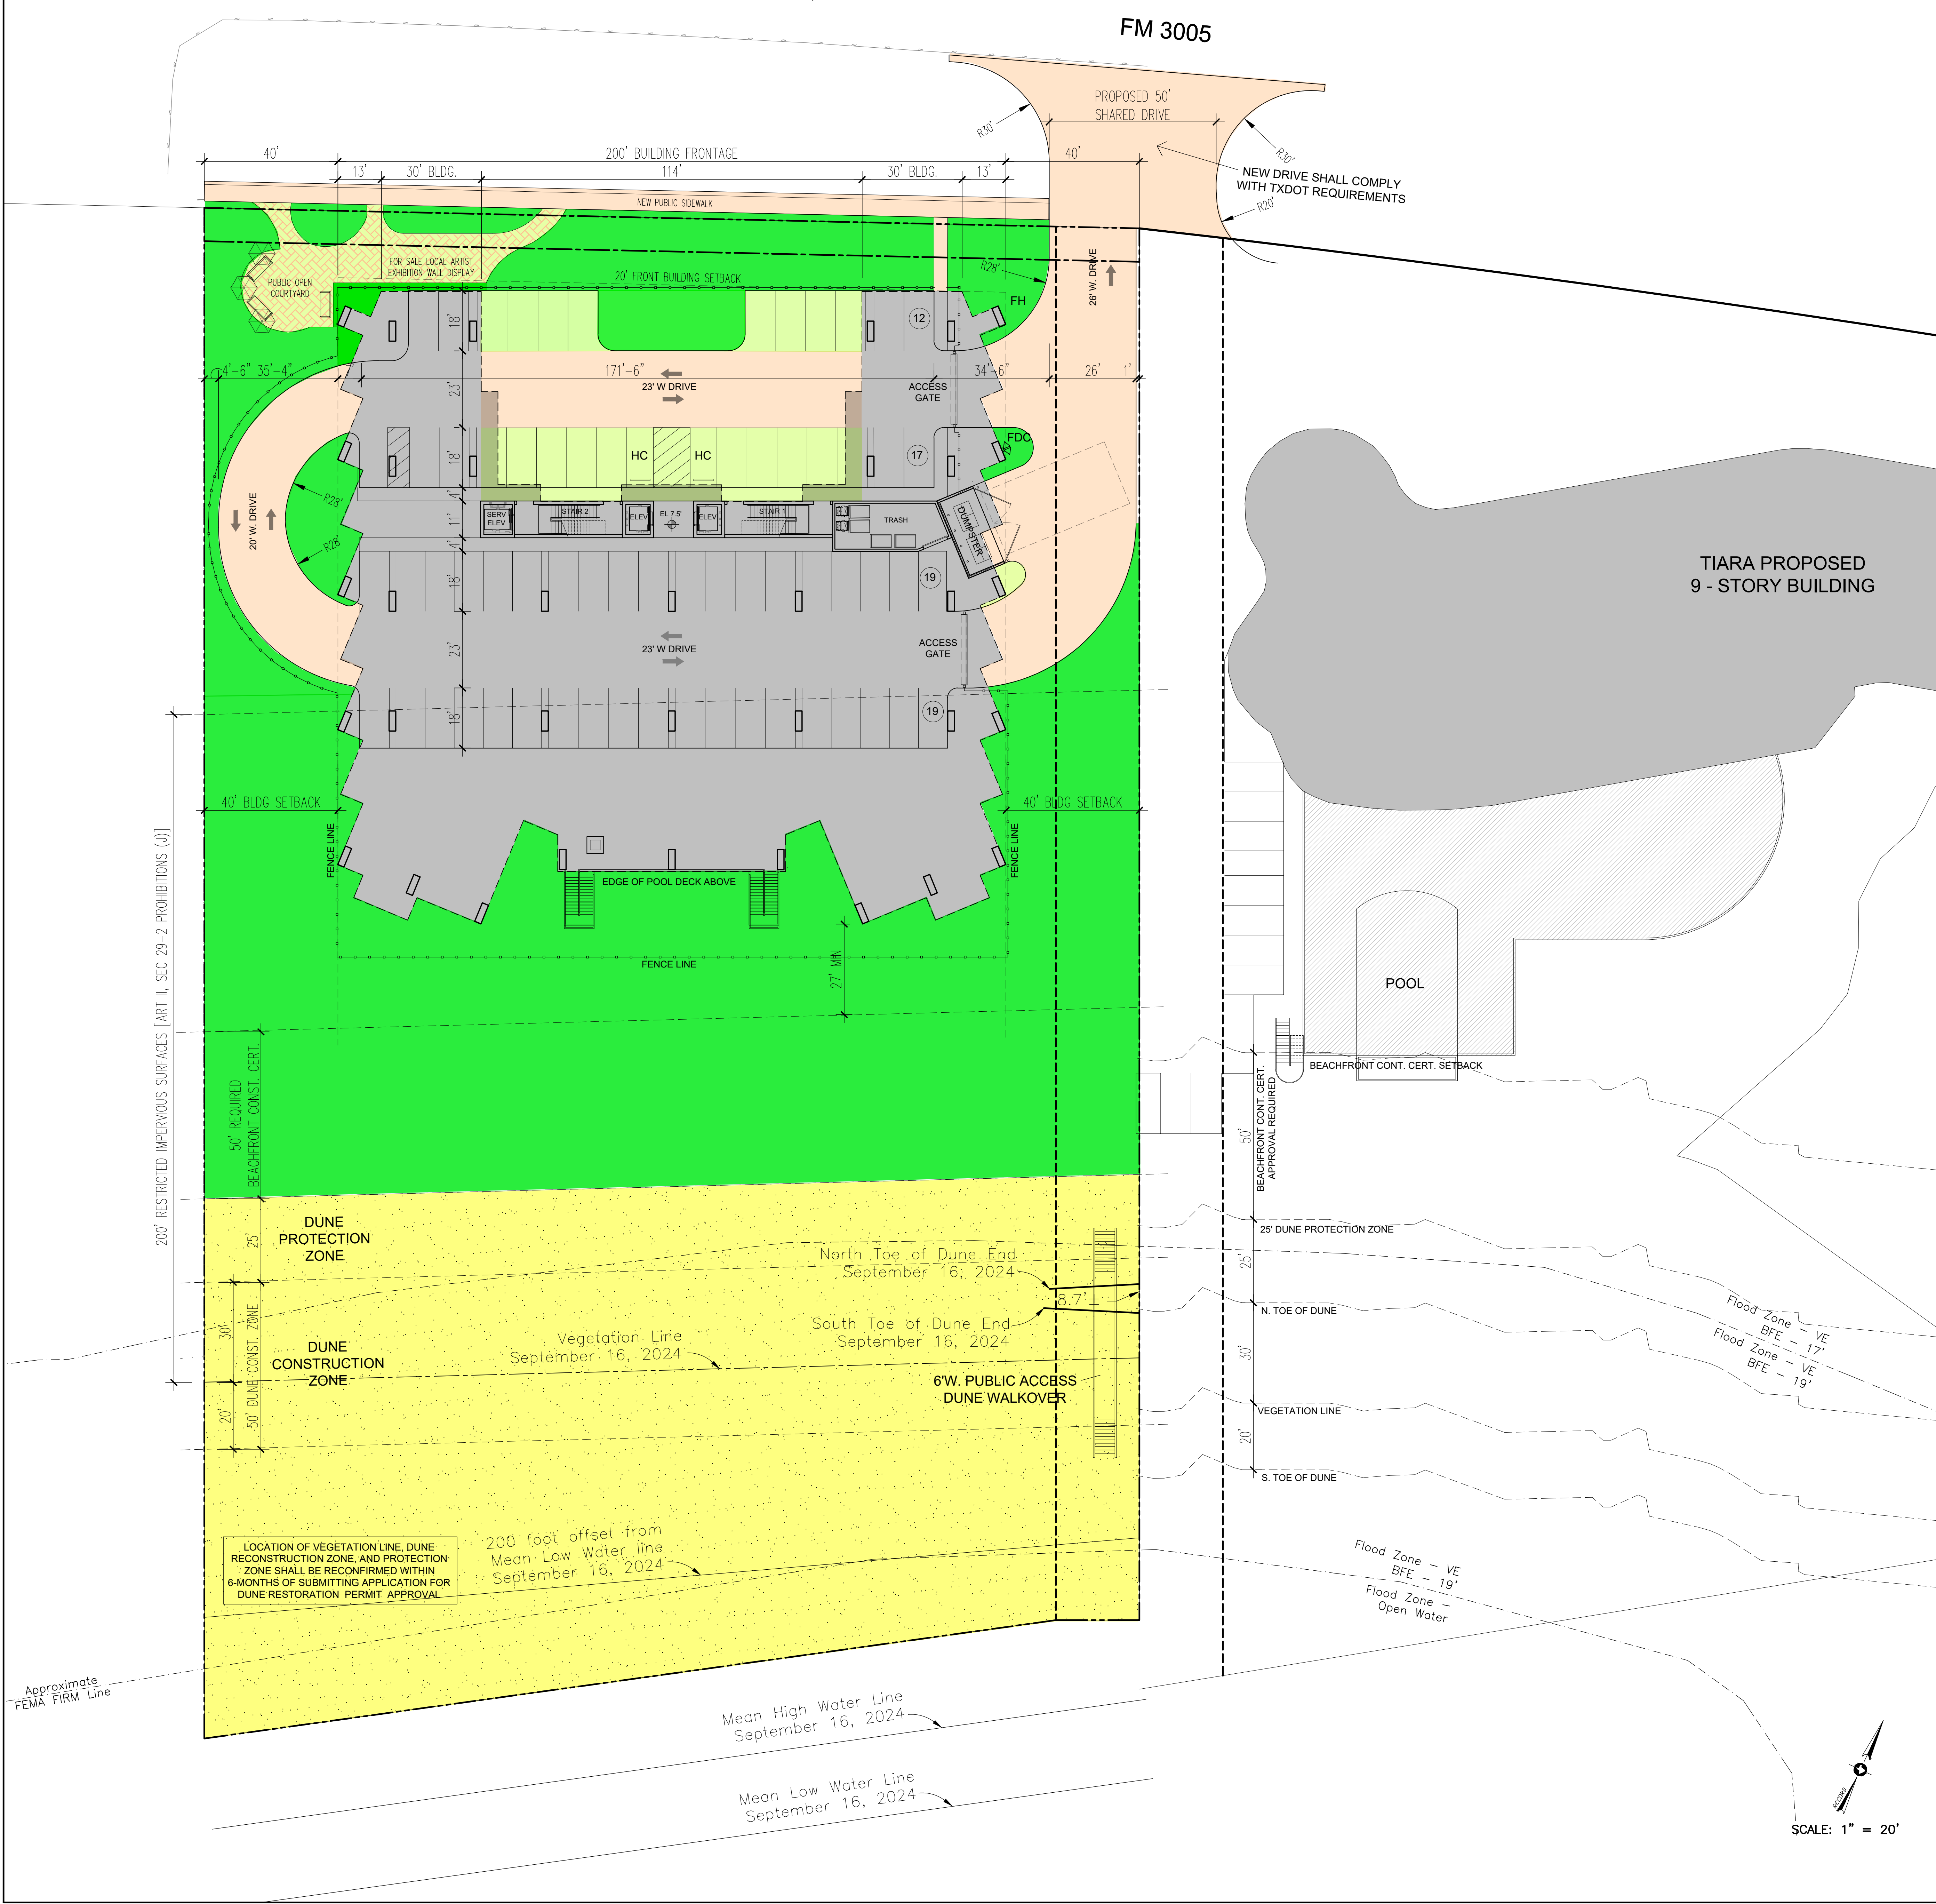 FM 3005
PROPOSED 50'
SHARED DRIVE
R30'
R30'
NEW DRIVE SHALL COMPLY
WITH TXDOT REQUIREMENTS
R20'
40'
200' BUILDING FRONTAGE
40'
13'
30' BLDG.
114'
30' BLDG.
13'
NEW PUBLIC SIDEWALK
FOR SALE LOCAL ARTIST
EXHIBITION WALL DISPLAY
PUBLIC OPEN
COURTYARD
20' FRONT BUILDING SETBACK
R28'
26' W. DRIVE
FH
18'
12
4'-6"
35'-4"
171'-6"
34'-6"
26'
1'
23' W DRIVE
23'
ACCESS
GATE
FDC
18'
HC
HC
17
R28'
R28'
20' W. DRIVE
4'
11'
4'
SERV
ELEV
STAIR 2
ELEV
EL 7.5'
ELEV
STAIR 1
TRASH
DUMPSTER
TIARA PROPOSED
9 - STORY BUILDING
18'
19
23'
23' W DRIVE
ACCESS
GATE
18'
19
40' BLDG SETBACK
40' BLDG SETBACK
FENCE LINE
FENCE LINE
EDGE OF POOL DECK ABOVE
FENCE LINE
27' MIN
POOL
200' RESTRICTED IMPERVIOUS SURFACES [ART II, SEC 29-2 PROHIBITIONS (J)]
50' REQUIRED
BEACHFRONT CONST. CERT.
BEACHFRONT CONT. CERT. SETBACK
50'
BEACHFRONT CONT. CERT.
APPROVAL REQUIRED
DUNE
PROTECTION
ZONE
25'
25' DUNE PROTECTION ZONE
25'
North Toe of Dune End
September 16, 2024
8.7'±
N. TOE OF DUNE
South Toe of Dune End
September 16, 2024
Vegetation Line
September 16, 2024
30'
50' DUNE CONST. ZONE
DUNE
CONSTRUCTION
ZONE
30'
Flood Zone - VE
BFE - 17'
Flood Zone - VE
BFE - 19'
6'W. PUBLIC ACCESS
DUNE WALKOVER
VEGETATION LINE
20'
20'
S. TOE OF DUNE
LOCATION OF VEGETATION LINE, DUNE
RECONSTRUCTION ZONE, AND PROTECTION
ZONE SHALL BE RECONFIRMED WITHIN
6-MONTHS OF SUBMITTING APPLICATION FOR
DUNE RESTORATION PERMIT APPROVAL
200 foot offset from
Mean Low Water line
September 16, 2024
Flood Zone - VE
BFE - 19'
Flood Zone -
Open Water
Approximate
FEMA FIRM Line
Mean High Water Line
September 16, 2024
Mean Low Water Line
September 16, 2024
RECORD
SCALE: 1" = 20'